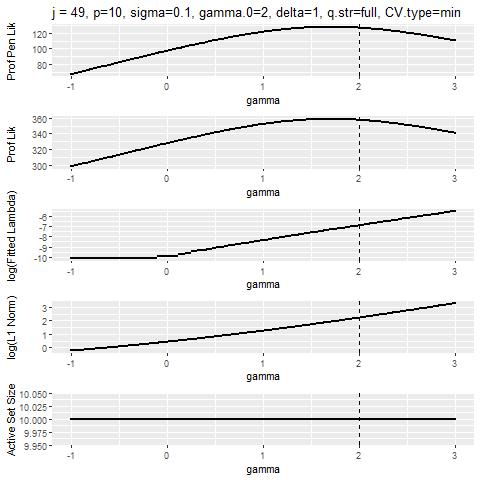 j = 49, p=10, sigma=0.1, gamma.0=2, delta=1, q.str=full, CV.type=min
Prof Pen Lik
120
100
80
-1 0 1 2 3
gamma
Prof Lik
360
340
320
300
-1 0 1 2 3
gamma
log(Fitted Lambda)
-6
-7
-8
-9
-10
-1 0 1 2 3
gamma
log(L1 Norm)
3
2
1
0
-1 0 1 2 3
gamma
Active Set Size
10.050
10.025
10.000
9.975
9.950
-1 0 1 2 3
gamma